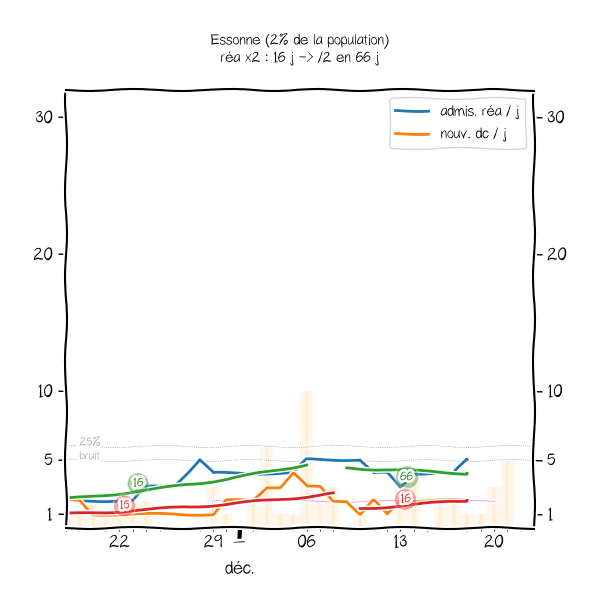 Essonne (2% de la population)
réa x2 : 16 j -> /2 en 66 j
admis. réa / j
nouv. dc / j
30 30
20 20
10 10
25%
bruit
5 5
16 66
15 16
1 1
22 29 06 13 20
déc.